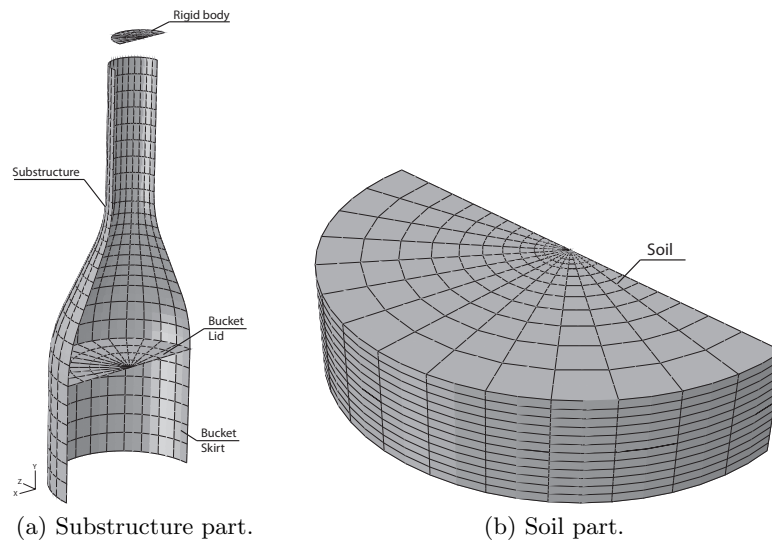 Rigid body
Substructure
Soil
Bucket
Lid
Bucket
Skirt
Y
Z
X
(a) Substructure part.
(b) Soil part.